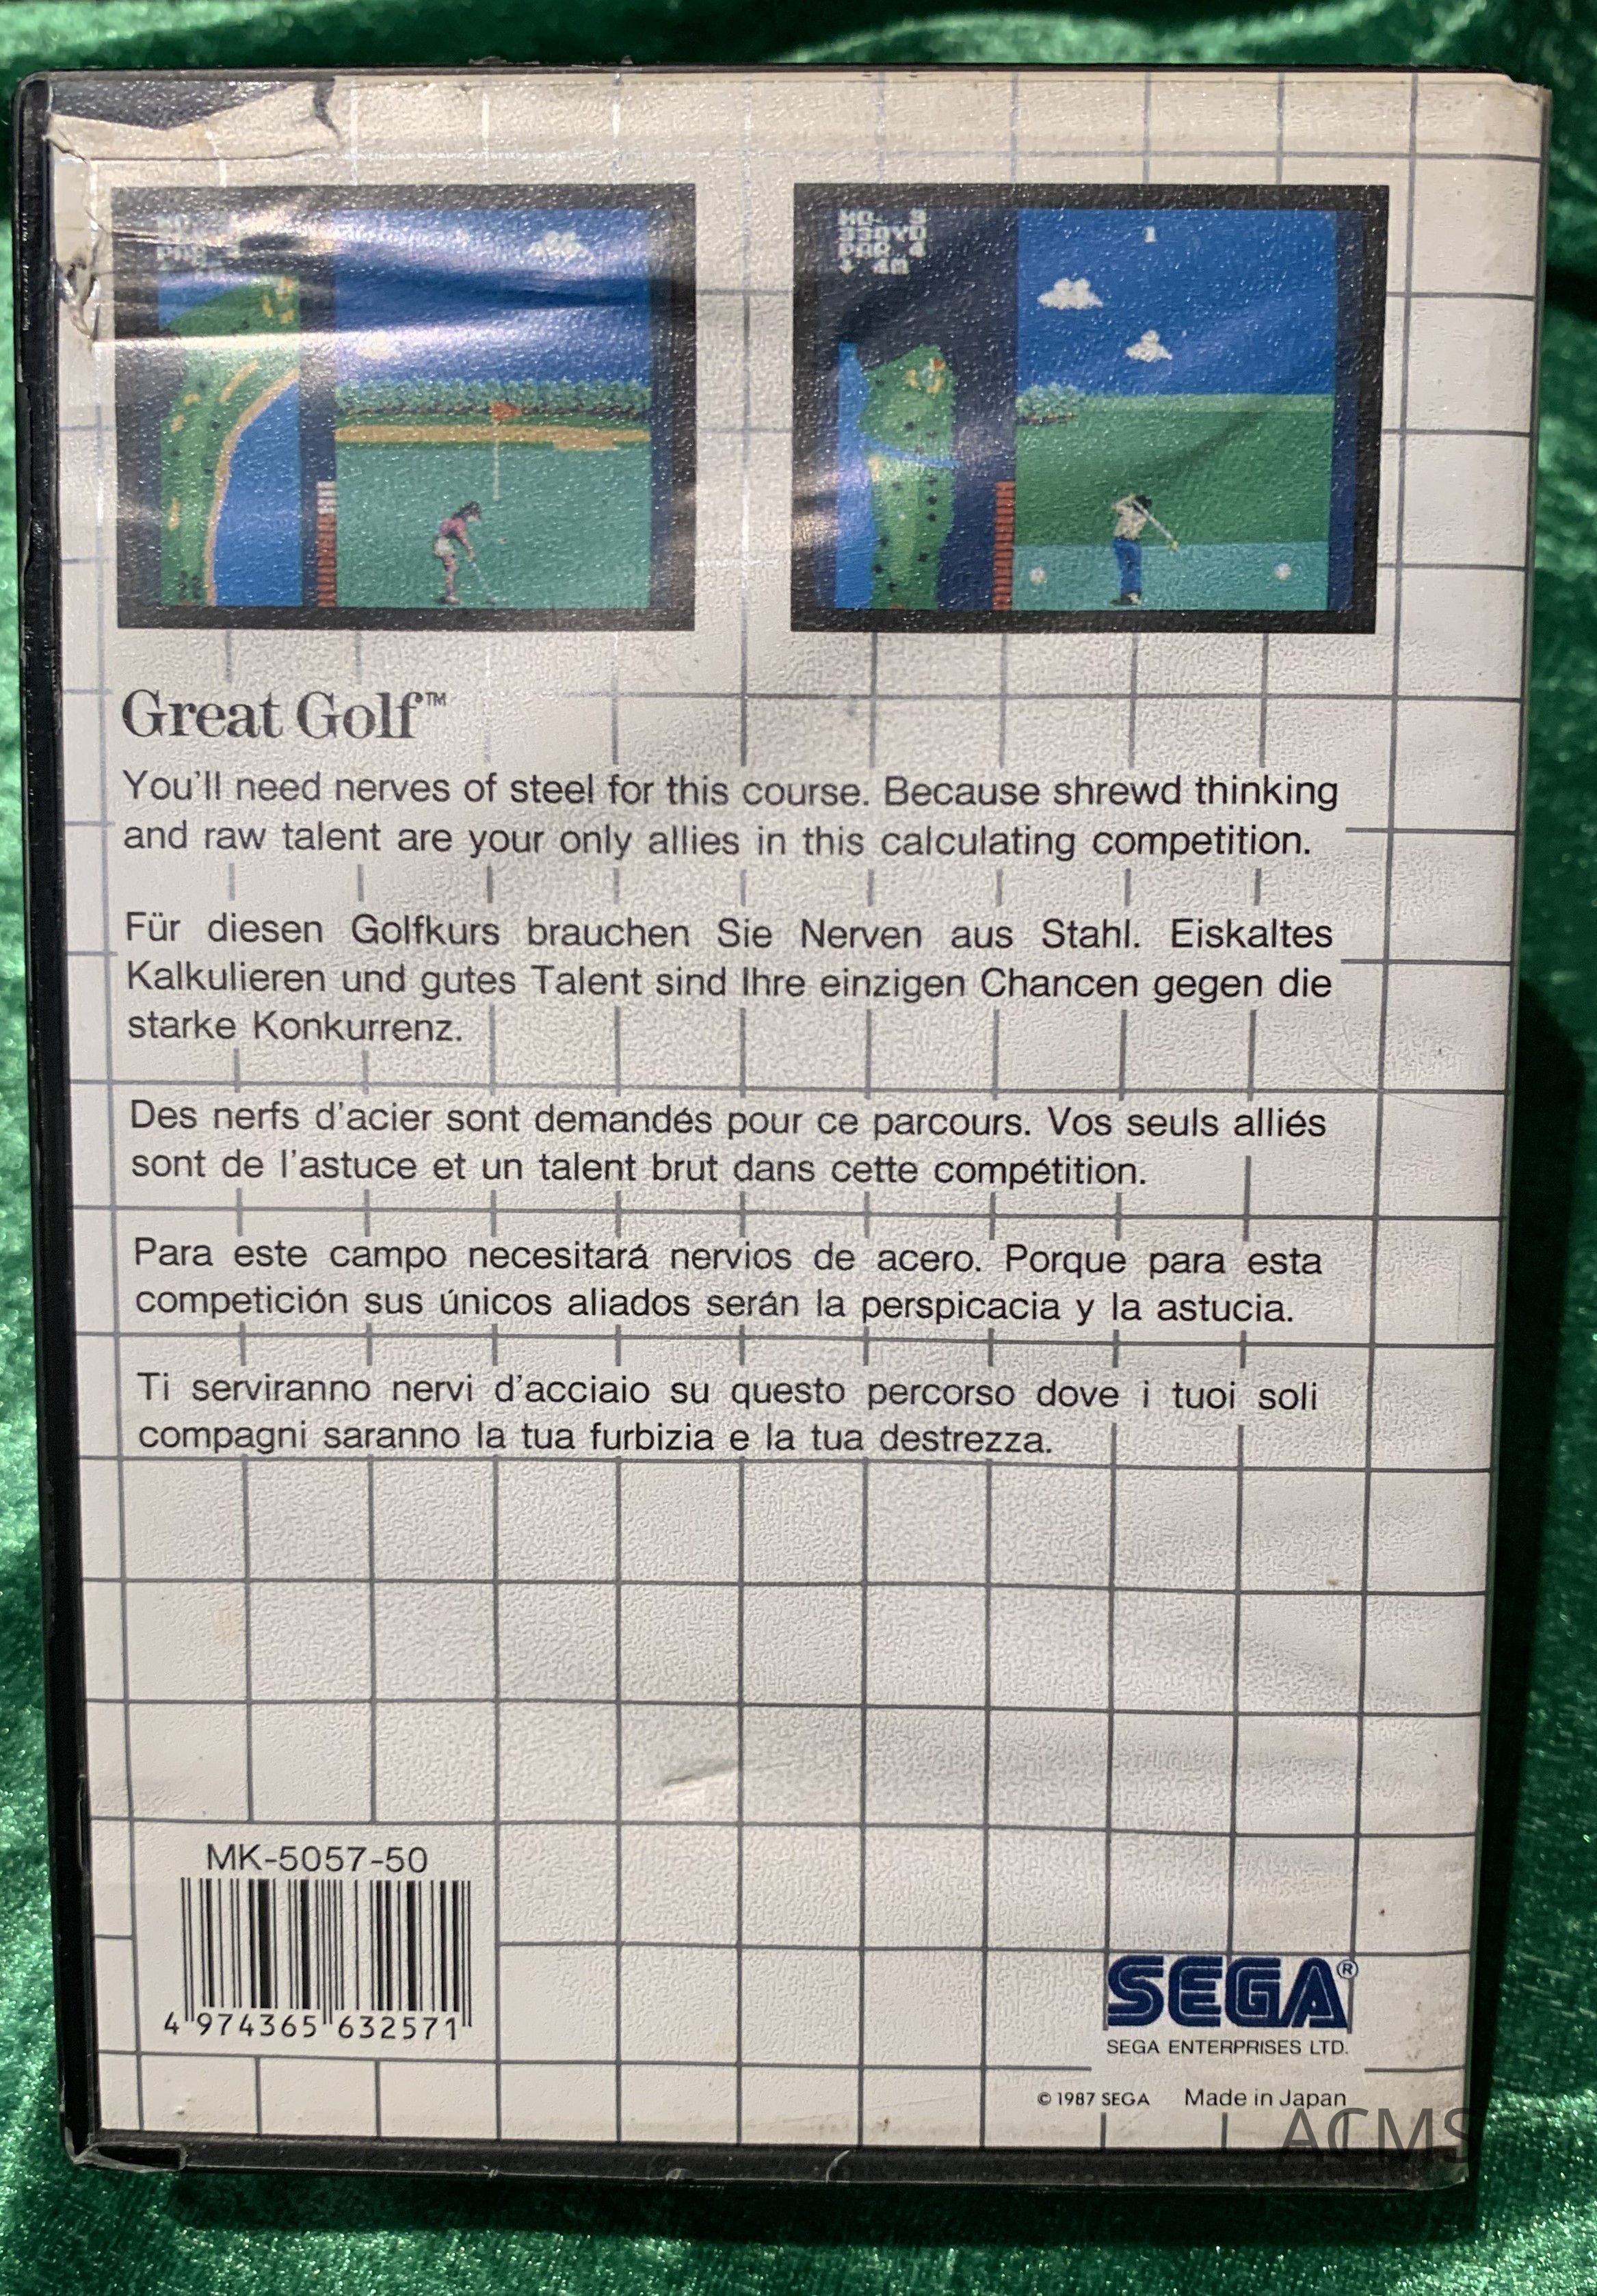 NO. 3
330YD
PAR 4
4m
1
Great Golf™
You'll need nerves of steel for this course. Because shrewd thinking
and raw talent are your only allies in this calculating competition.
Für diesen Golfkurs brauchen Sie Nerven aus Stahl. Eiskaltes
Kalkulieren und gutes Talent sind Ihre einzigen Chancen gegen die
starke Konkurrenz.
Des nerfs d'acier sont demandés pour ce parcours. Vos seuls alliés
sont de l'astuce et un talent brut dans cette compétition.
Para este campo necesitará nervios de acero. Porque para esta
competición sus únicos aliados serán la perspicacia y la astucia.
Ti serviranno nervi d'acciaio su questo percorso dove i tuoi soli
compagni saranno la tua furbizia e la tua destrezza.
MK-5057-50
4 974365 632571
SEGA®
SEGA ENTERPRISES LTD.
© 1987 SEGA Made in Japan
ACMS